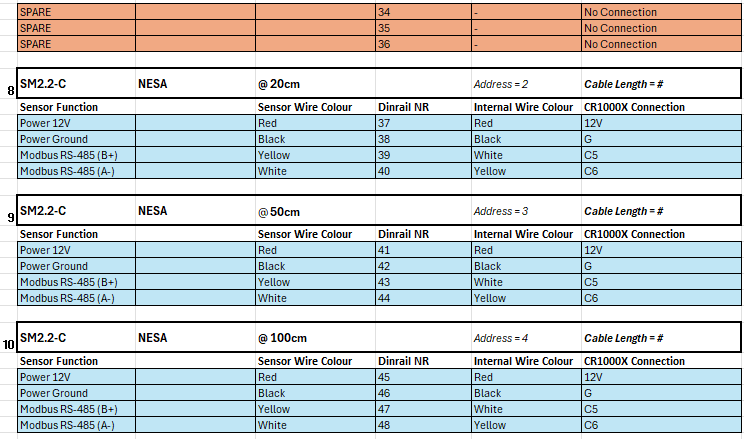 SPARE 34 - No Connection
SPARE 35 - No Connection
SPARE 36 - No Connection
8 SM2.2-C NESA @ 20cm Address = 2 Cable Length = #
Sensor Function Sensor Wire Colour Dinrail NR Internal Wire Colour CR1000X Connection
Power 12V Red 37 Red 12V
Power Ground Black 38 Black G
Modbus RS-485 (B+) Yellow 39 White C5
Modbus RS-485 (A-) White 40 Yellow C6
9 SM2.2-C NESA @ 50cm Address = 3 Cable Length = #
Sensor Function Sensor Wire Colour Dinrail NR Internal Wire Colour CR1000X Connection
Power 12V Red 41 Red 12V
Power Ground Black 42 Black G
Modbus RS-485 (B+) Yellow 43 White C5
Modbus RS-485 (A-) White 44 Yellow C6
10 SM2.2-C NESA @ 100cm Address = 4 Cable Length = #
Sensor Function Sensor Wire Colour Dinrail NR Internal Wire Colour CR1000X Connection
Power 12V Red 45 Red 12V
Power Ground Black 46 Black G
Modbus RS-485 (B+) Yellow 47 White C5
Modbus RS-485 (A-) White 48 Yellow C6